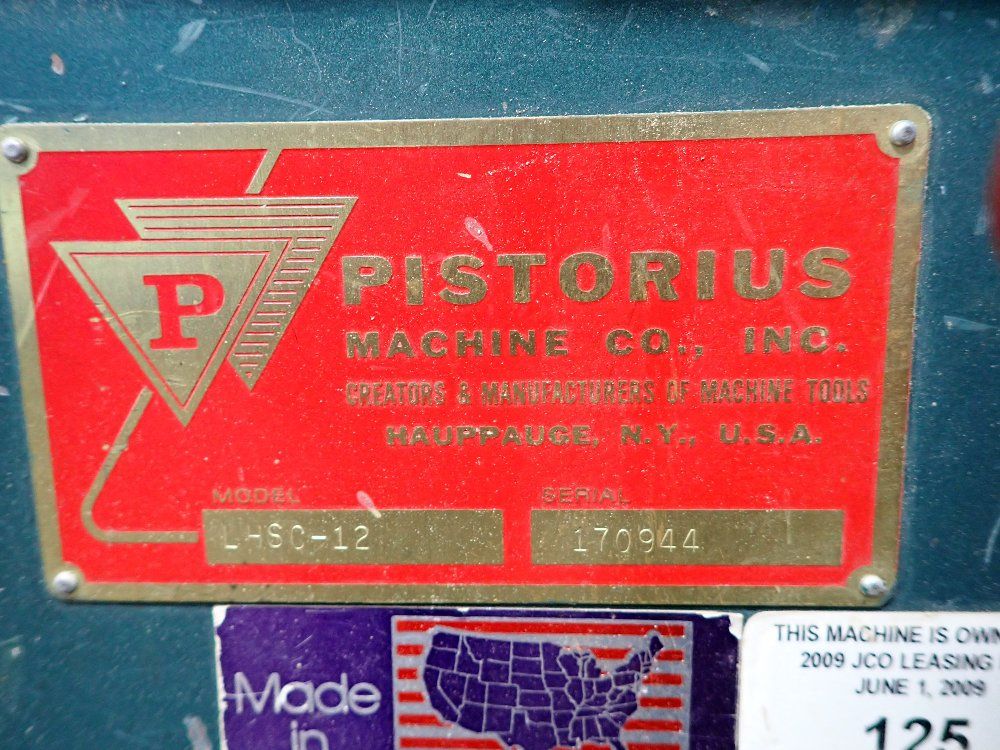 P
PISTORIUS
MACHINE CO., INC.
CREATORS & MANUFACTURERS OF MACHINE TOOLS
HAUPPAUGE, N.Y., U.S.A.
MODEL SERIAL
LHSC-12 170944
Made
in
THIS MACHINE IS OWN
2009 JCO LEASING
JUNE 1, 2009
125